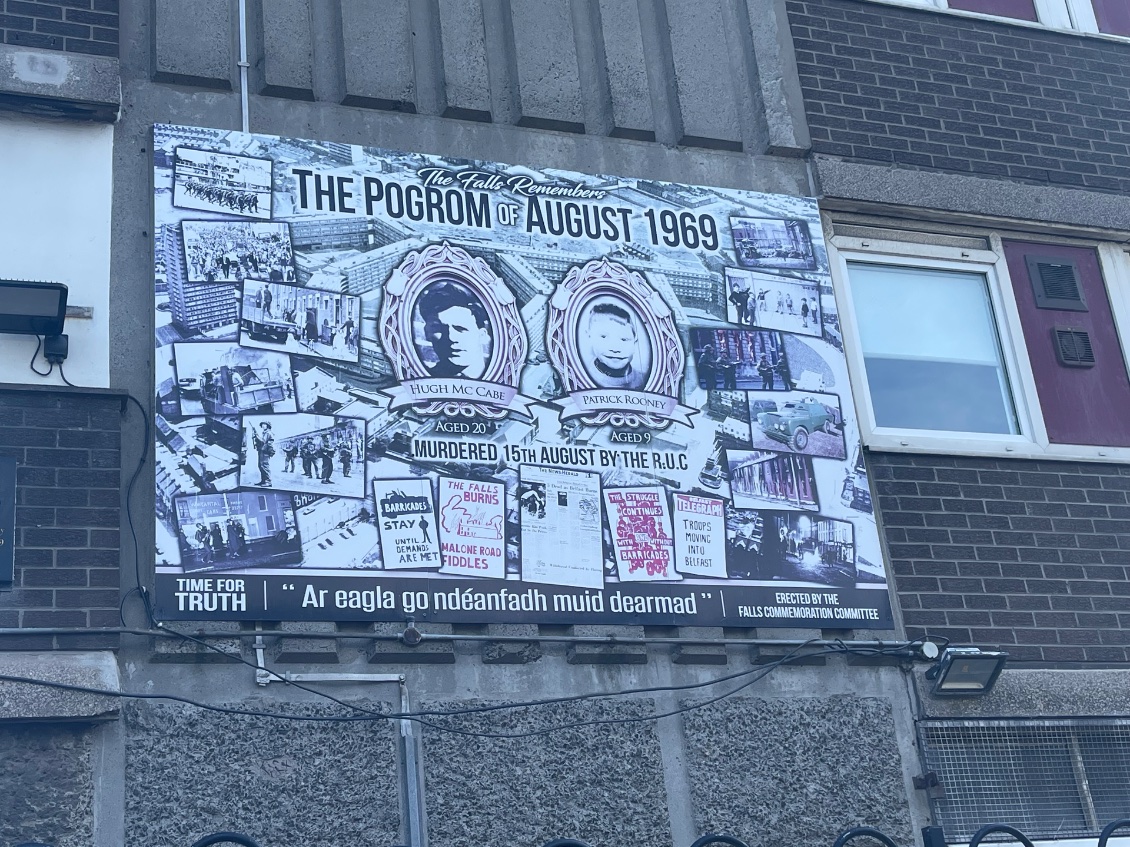 The Falls Remembers
THE POGROM OF AUGUST 1969
HUGH MC CABE
AGED 20
PATRICK ROONEY
AGED 9
MURDERED 15TH AUGUST BY THE R.U.C
BARRICADES
STAY
UNTIL
DEMANDS
ARE MET
THE FALLS
BURNS
MALONE ROAD
FIDDLES
THE STRUGGLE
CONTINUES
WITH
BARRICADES
TELEGRAPH
TROOPS
MOVING
INTO
BELFAST
TIME FOR
TRUTH
“ Ar eagla go ndéanfadh muid dearmad ”
ERECTED BY THE
FALLS COMMEMORATION COMMITTEE